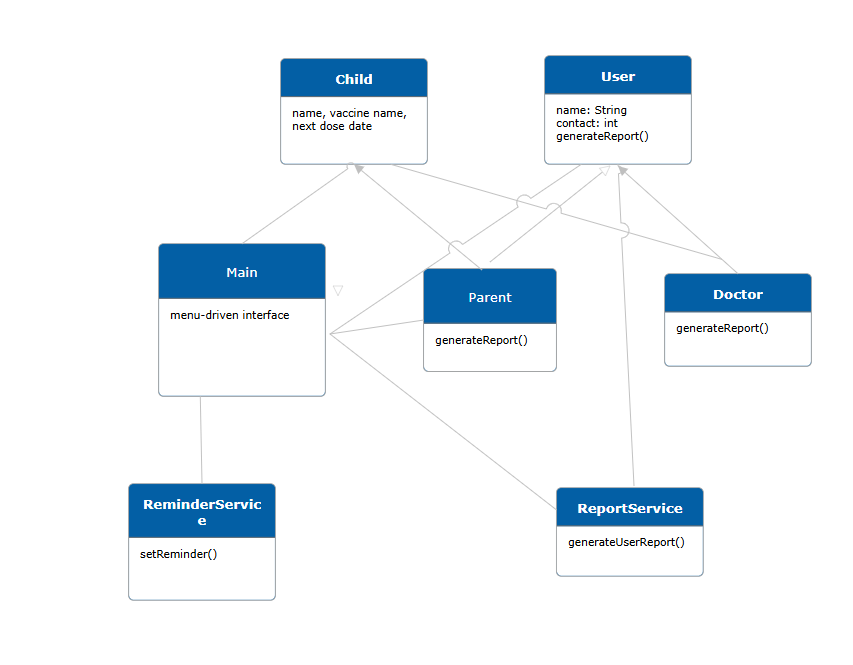 Child
name, vaccine name,
next dose date
User
name: String
contact: int
generateReport()
Main
menu-driven interface
Parent
generateReport()
Doctor
generateReport()
ReminderServic
e
setReminder()
ReportService
generateUserReport()